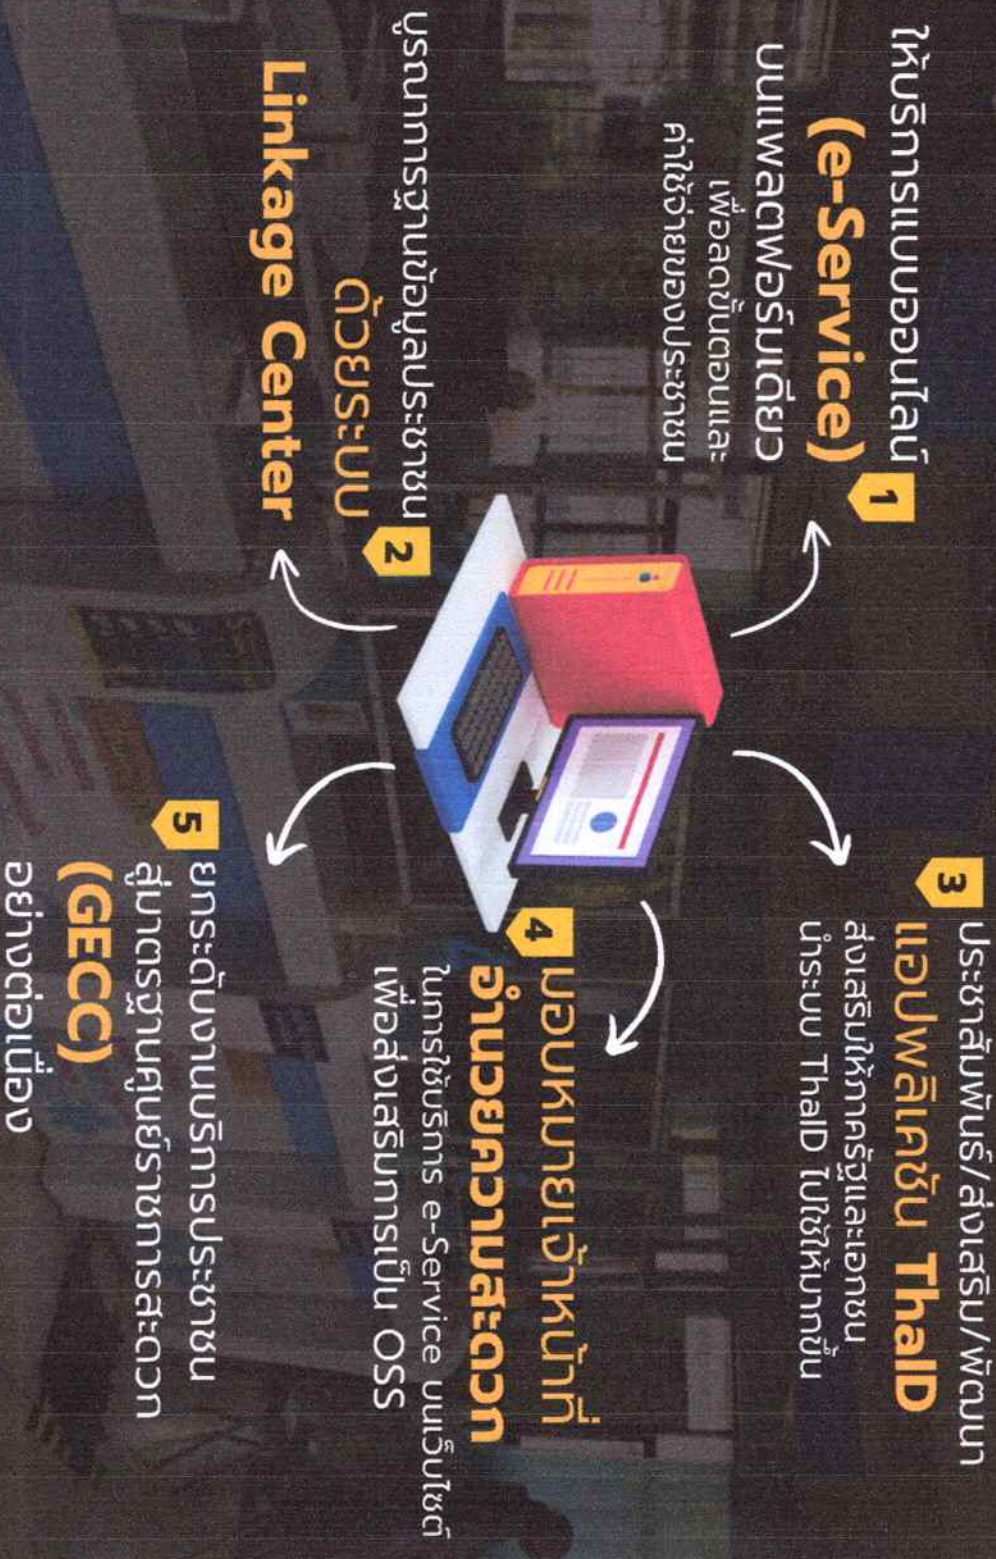 ให้บริการแบบออนไลน์
(e-Service)
บนแพลตฟอร์มเดียว
เพื่อลดขั้นตอนและ
ค่าใช้จ่ายของประชาชน
1
บูรณาการฐานข้อมูลประชาชน
ด้วยระบบ
Linkage Center
2
3
ประชาสัมพันธ์/ส่งเสริม/พัฒนา
แอปพลิเคชัน ThaID
ส่งเสริมให้ภาครัฐและเอกชน
นำระบบ ThaID ไปใช้ให้มากขึ้น
4
มอบหมายเจ้าหน้าที่
อำนวยความสะดวก
ในการใช้บริการ e-Service บนเว็บไซต์
เพื่อส่งเสริมการเป็น OSS
5
ยกระดับงานบริการประชาชน
สู่มาตรฐานศูนย์ราชการสะดวก
(GECC)
อย่างต่อเนื่อง